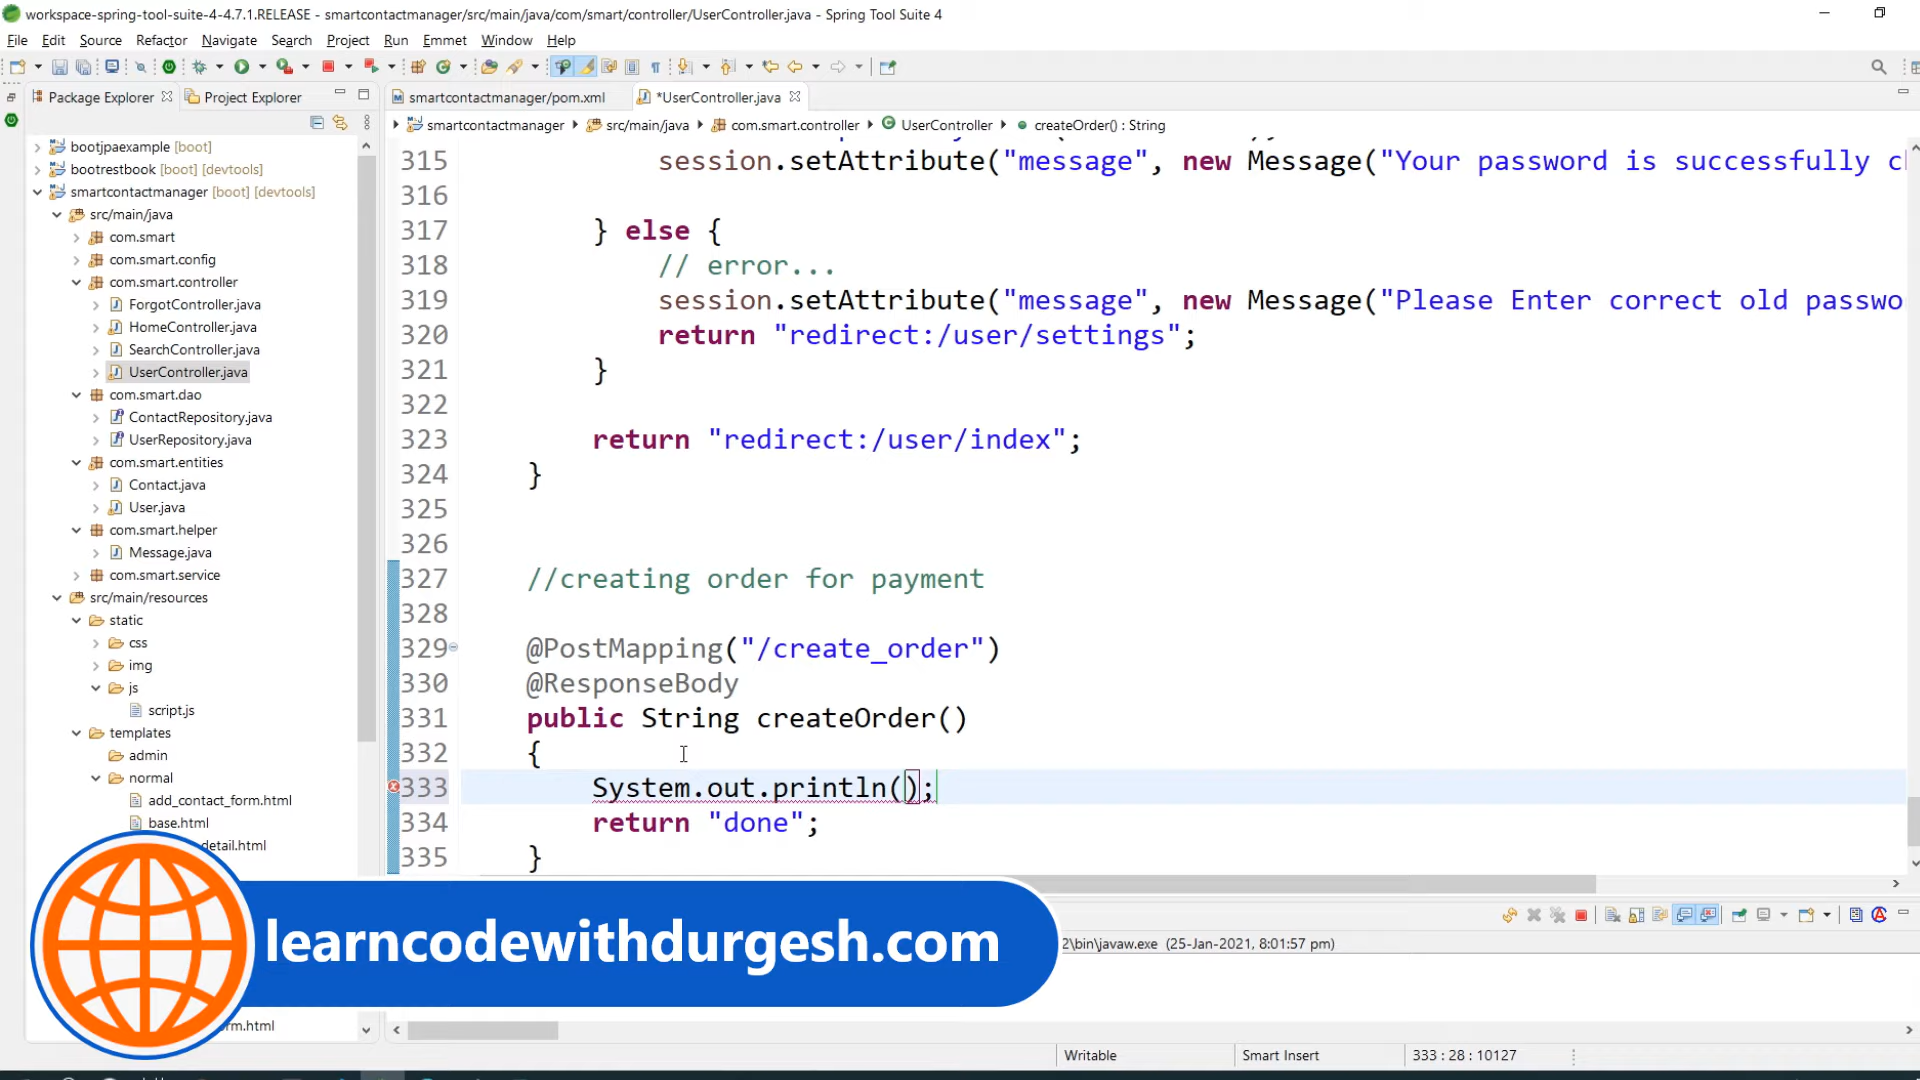 workspace-spring-tool-suite-4-4.7.1.RELEASE - smartcontactmanager/src/main/java/com/smart/controller/UserController.java - Spring Tool Suite 4
File Edit Source Refactor Navigate Search Project Run Emmet Window Help
Package Explorer Project Explorer
smartcontactmanager/pom.xml *UserController.java
smartcontactmanager src/main/java com.smart.controller UserController createOrder() : String
bootjpaexample [boot]
bootrestbook [boot] [devtools]
smartcontactmanager [boot] [devtools]
src/main/java
com.smart
com.smart.config
com.smart.controller
ForgotController.java
HomeController.java
SearchController.java
UserController.java
com.smart.dao
ContactRepository.java
UserRepository.java
com.smart.entities
Contact.java
User.java
com.smart.helper
Message.java
com.smart.service
src/main/resources
static
css
img
js
script.js
templates
admin
normal
add_contact_form.html
base.html
detail.html
315 session.setAttribute("message", new Message("Your password is successfully c
316
317 } else {
318 // error...
319 session.setAttribute("message", new Message("Please Enter correct old passwo
320 return "redirect:/user/settings";
321 }
322
323 return "redirect:/user/index";
324 }
325
326
327 //creating order for payment
328
329 @PostMapping("/create_order")
330 @ResponseBody
331 public String createOrder()
332 {
333 System.out.println();
334 return "done";
335 }
learncodewithdurgesh.com
2\bin\javaw.exe (25-Jan-2021, 8:01:57 pm)
Writable Smart Insert 333 : 28 : 10127